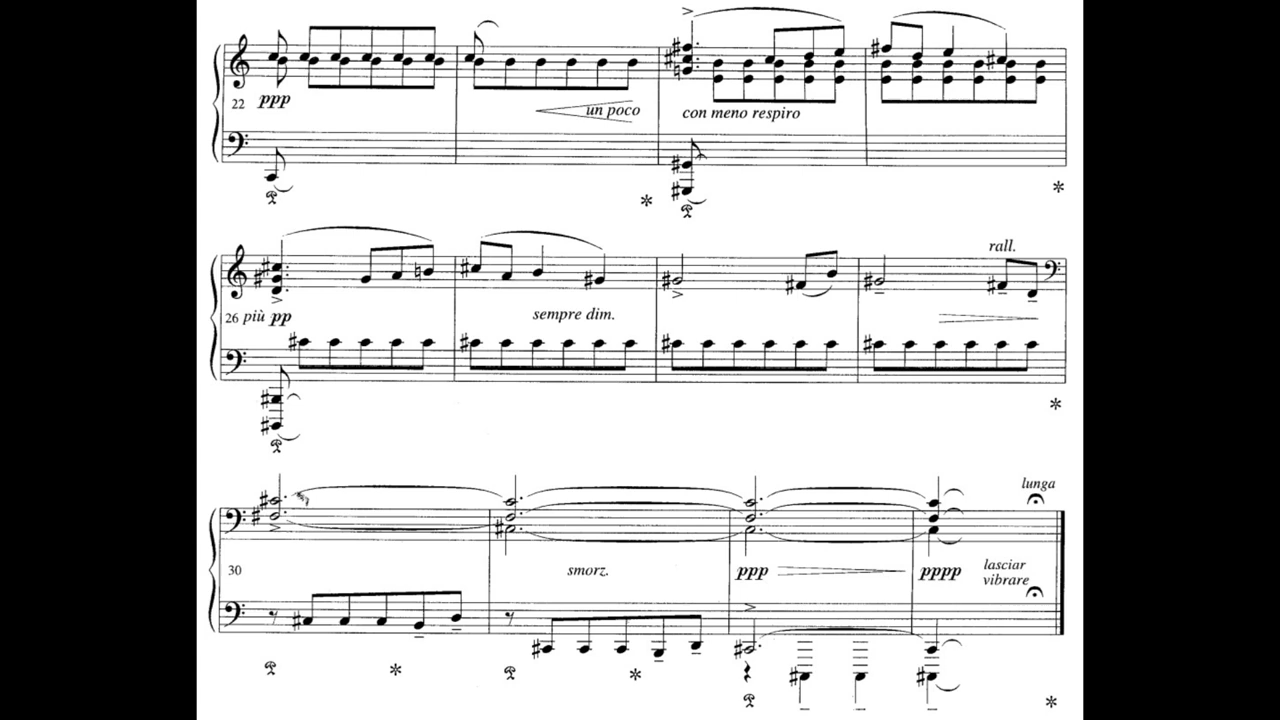 22 ppp
un poco
con meno respiro
rall.
26 più pp
sempre dim.
lunga
30
smorz.
ppp
pppp
lasciar
vibrare